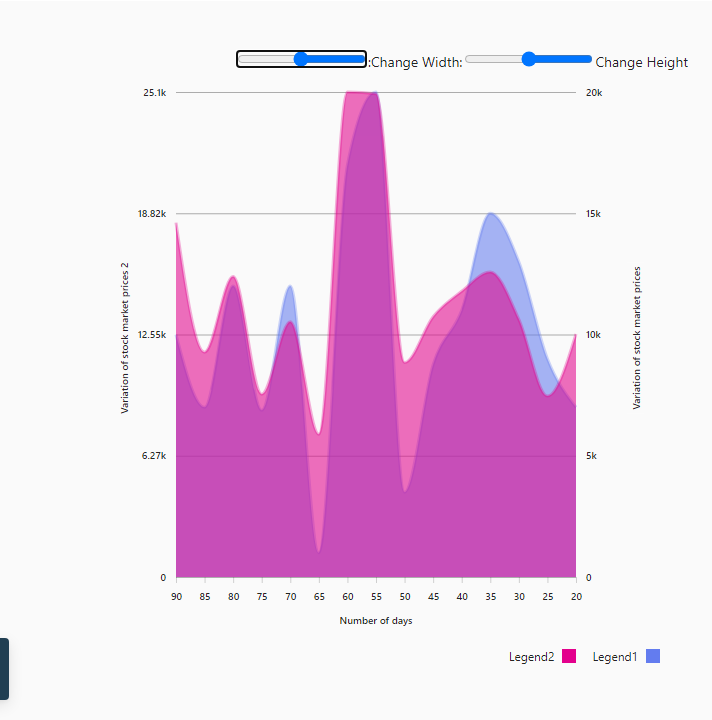 :Change Width: Change Height
25.1k 20k
18.82k 15k
Variation of stock market prices 2
Variation of stock market prices
12.55k 10k
6.27k 5k
0 0
90 85 80 75 70 65 60 55 50 45 40 35 30 25 20
Number of days
Legend2 Legend1